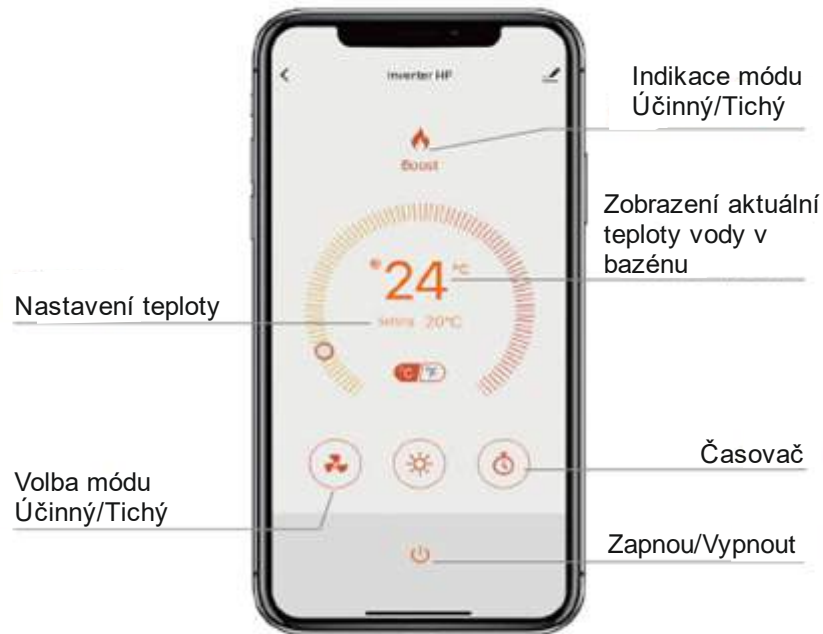 Inverter HP
Indikace módu
Účinný/Tichý
Boost
Zobrazení aktuální
teploty vody v
bazénu
24 °C
Nastavení teploty
20°C
°C °F
Časovač
Volba módu
Účinný/Tichý
Zapnou/Vypnout